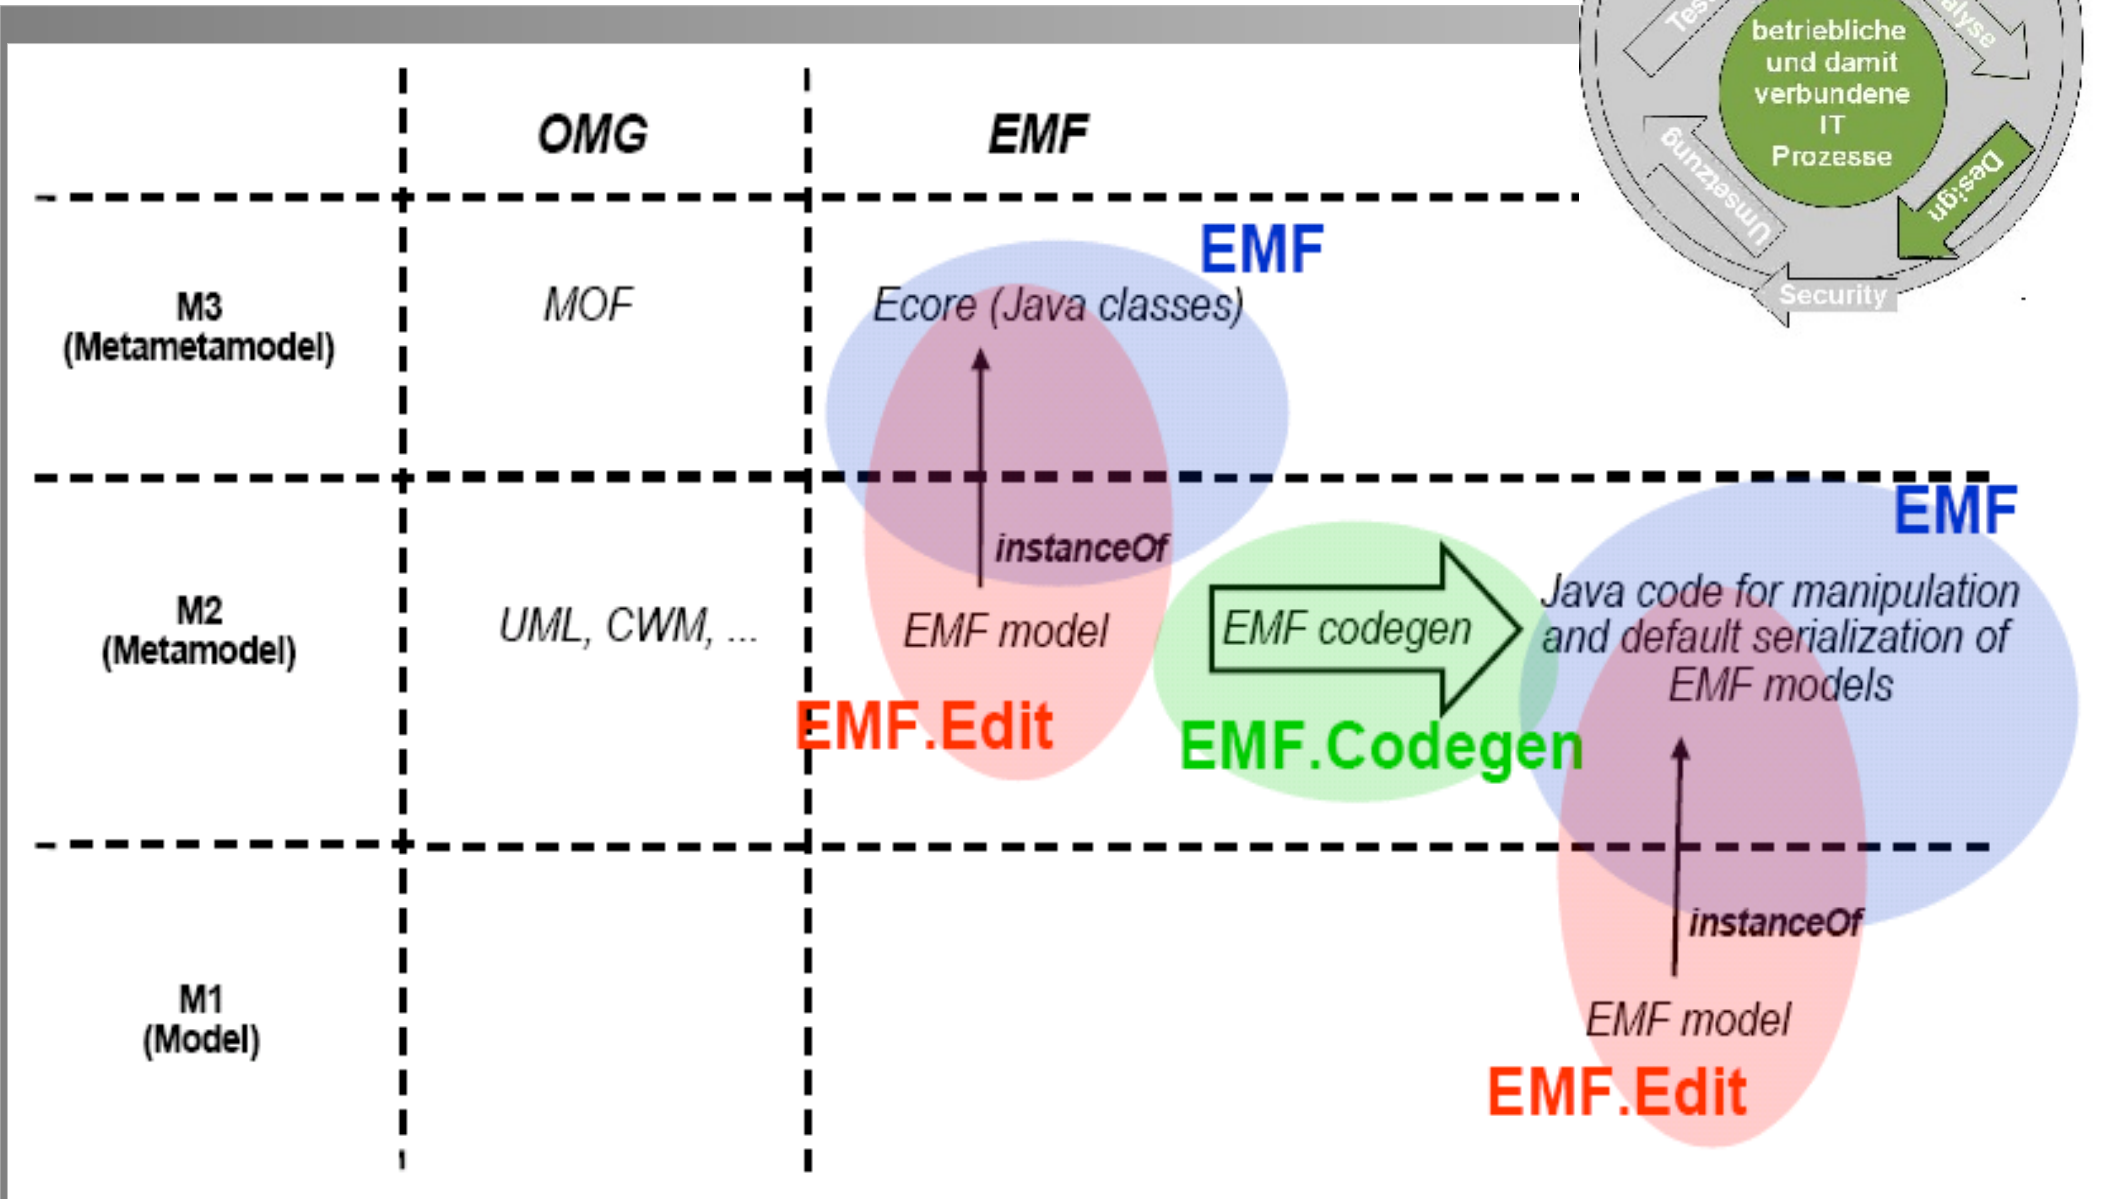 betriebliche
und damit
verbundene
IT
Prozesse
Design
Umsetzung
Security
OMG
EMF
M3
(Metametamodel)
MOF
EMF
Ecore (Java classes)
M2
(Metamodel)
UML, CWM, ...
instanceOf
EMF model
EMF.Edit
EMF codegen
EMF.Codegen
EMF
Java code for manipulation
and default serialization of
EMF models
M1
(Model)
instanceOf
EMF model
EMF.Edit